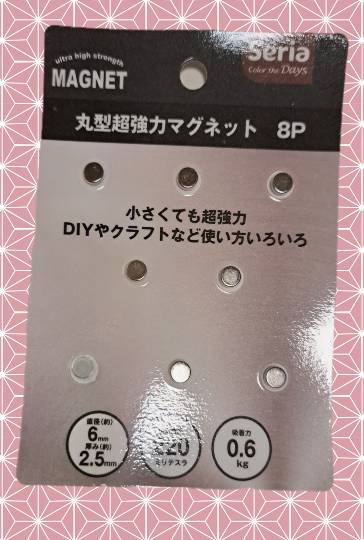 ultra high strength
MAGNET
Seria
Color the Days
丸型超強力マグネット 8P
小さくても超強力
DIYやクラフトなど使い方いろいろ
直径(約)
6mm
厚み(約)
2.5mm
ミリテスラ
吸着力
0.6
kg